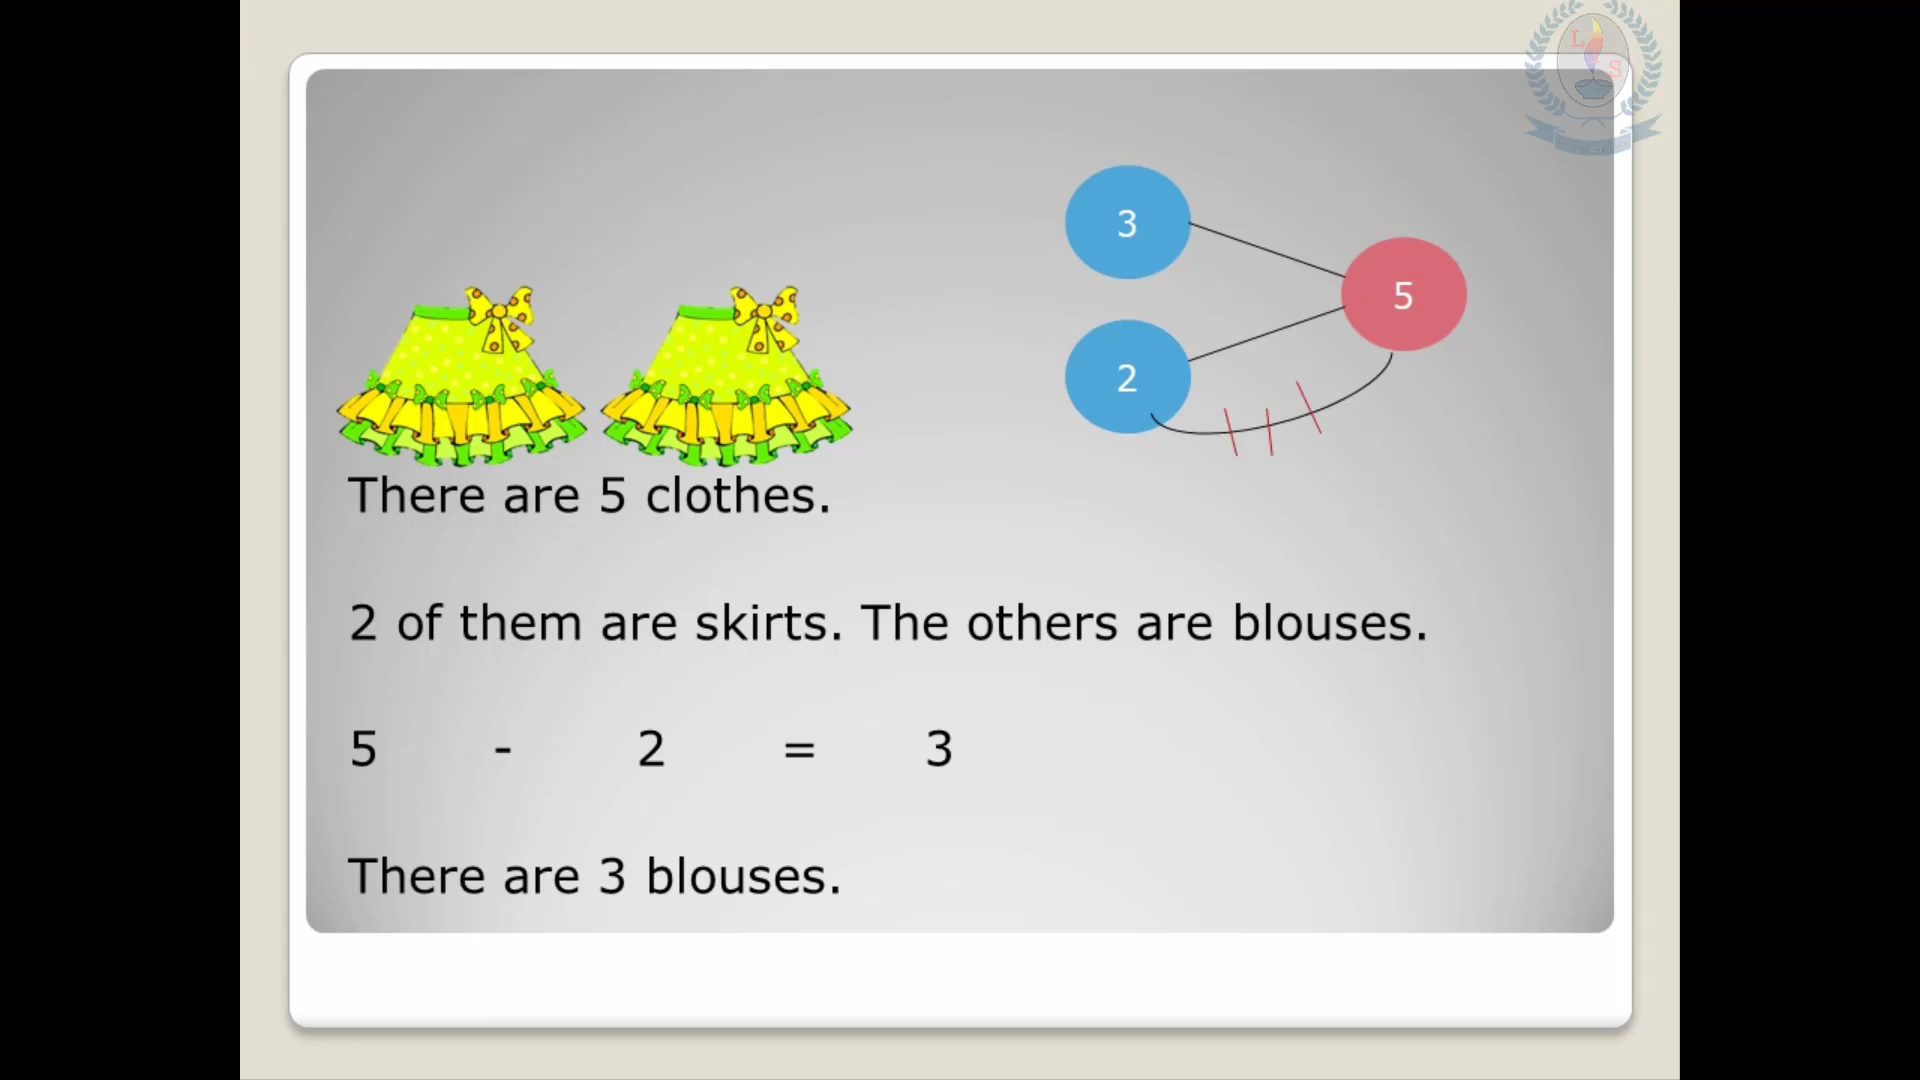 L
I
S
3
5
2
There are 5 clothes.
2 of them are skirts. The others are blouses.
5 - 2 = 3
There are 3 blouses.